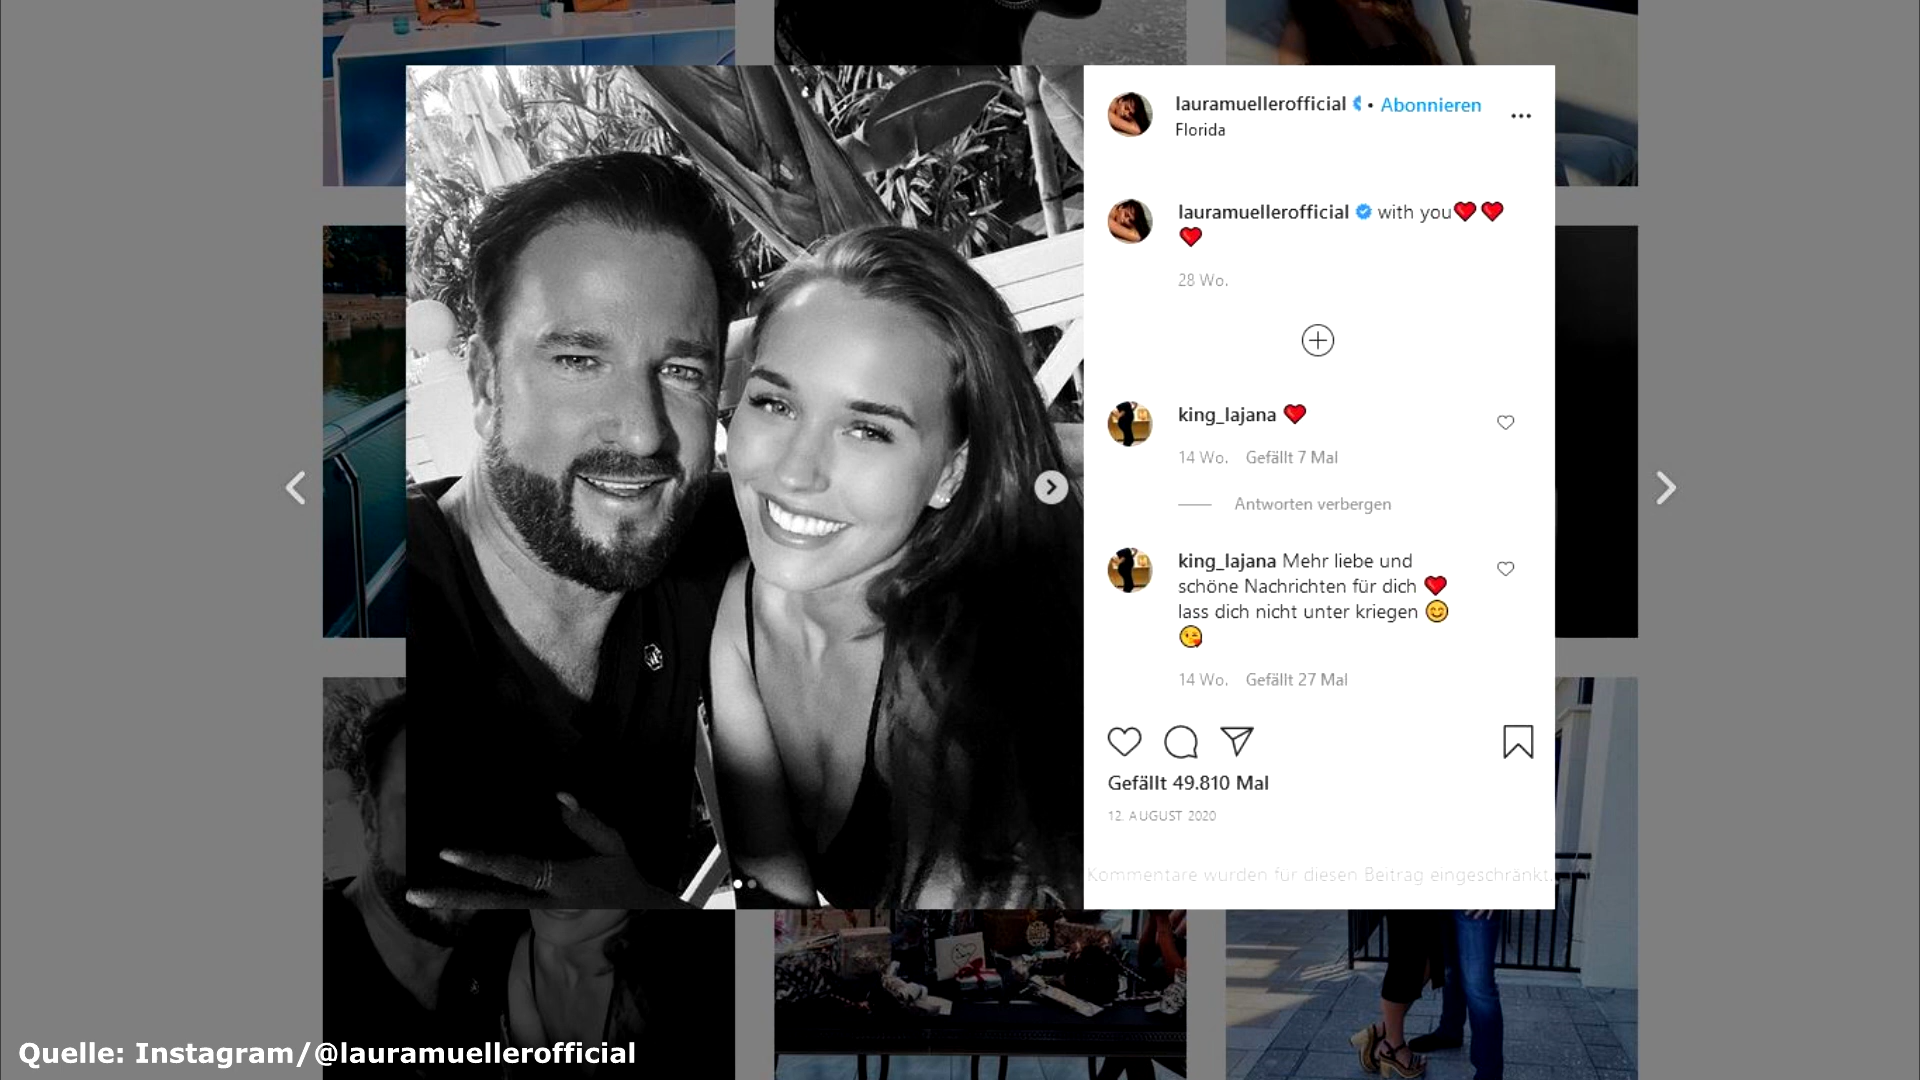 lauramuellerofficial • Abonnieren
Florida
lauramuellerofficial with you❤️❤️
❤️
28 Wo.
king_lajana ❤️
14 Wo. Gefällt 7 Mal
Antworten verbergen
king_lajana Mehr liebe und
schöne Nachrichten für dich ❤️
lass dich nicht unter kriegen 😊
😘
14 Wo. Gefällt 27 Mal
Gefällt 49.810 Mal
12. AUGUST 2020
Kommentare wurden für diesen Beitrag eingeschränkt.
Quelle: Instagram/@lauramuellerofficial